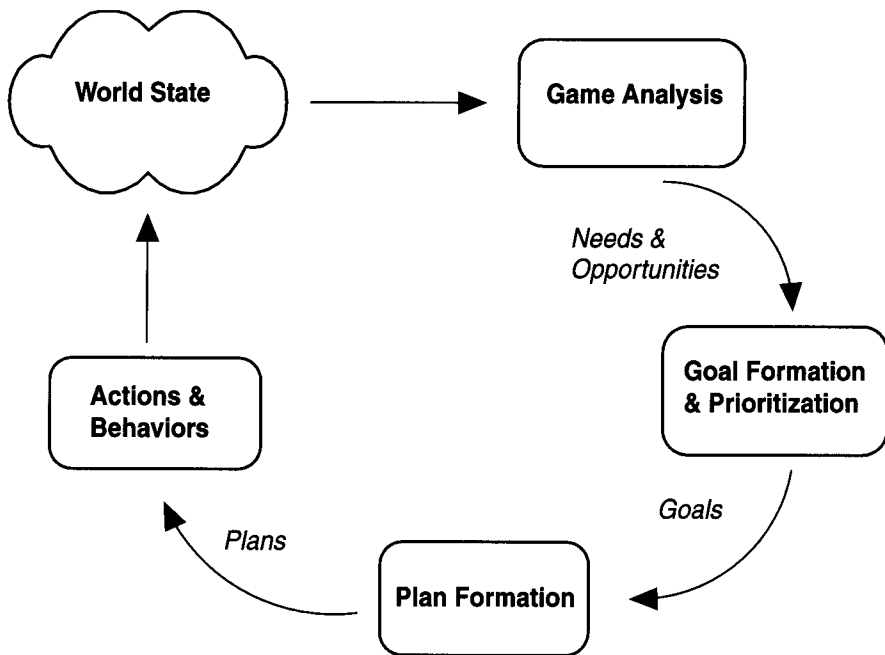 World State
Game Analysis
Needs &
Opportunities
Goal Formation
& Prioritization
Goals
Plan Formation
Plans
Actions &
Behaviors